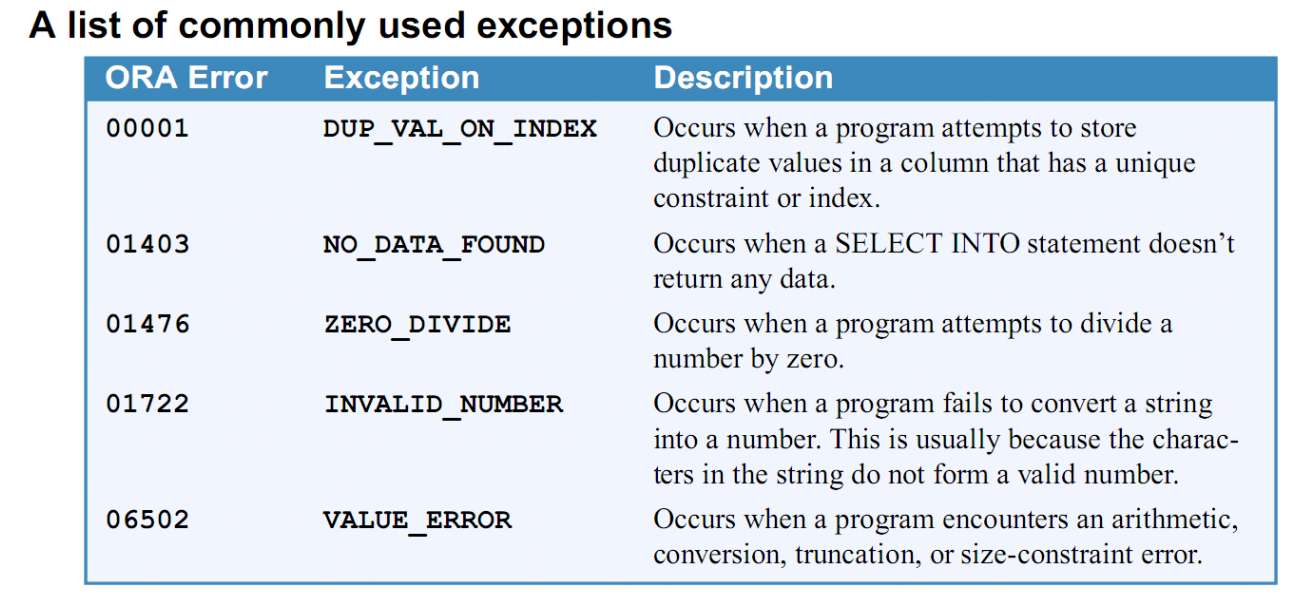 A list of commonly used exceptions
ORA Error Exception Description
00001 DUP_VAL_ON_INDEX Occurs when a program attempts to store
duplicate values in a column that has a unique
constraint or index.
01403 NO_DATA_FOUND Occurs when a SELECT INTO statement doesn’t
return any data.
01476 ZERO_DIVIDE Occurs when a program attempts to divide a
number by zero.
01722 INVALID_NUMBER Occurs when a program fails to convert a string
into a number. This is usually because the charac-
ters in the string do not form a valid number.
06502 VALUE_ERROR Occurs when a program encounters an arithmetic,
conversion, truncation, or size-constraint error.